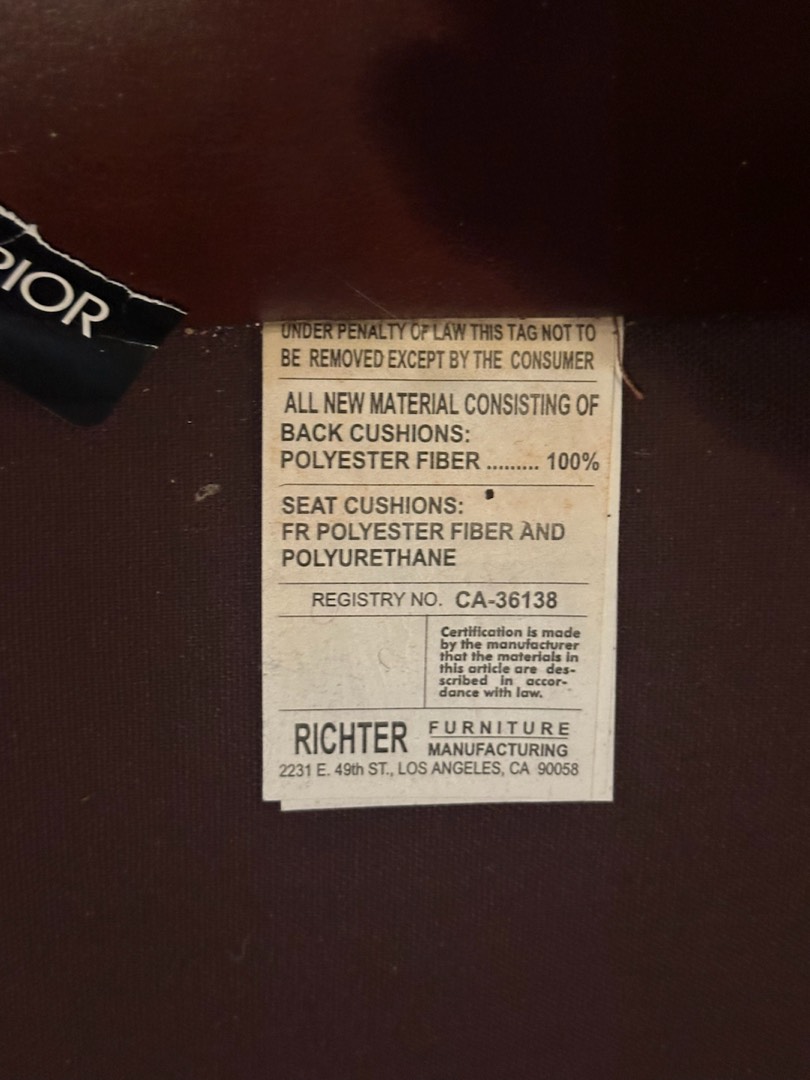 UNDER PENALTY OF LAW THIS TAG NOT TO
BE REMOVED EXCEPT BY THE CONSUMER
ALL NEW MATERIAL CONSISTING OF
BACK CUSHIONS:
POLYESTER FIBER ......... 100%
SEAT CUSHIONS:
FR POLYESTER FIBER AND
POLYURETHANE
REGISTRY NO. CA-36138
Certification is made
by the manufacturer
that the materials in
this article are des-
scribed in accor-
dance with law.
RICHTER FURNITURE
MANUFACTURING
2231 E. 49th ST., LOS ANGELES, CA 90058